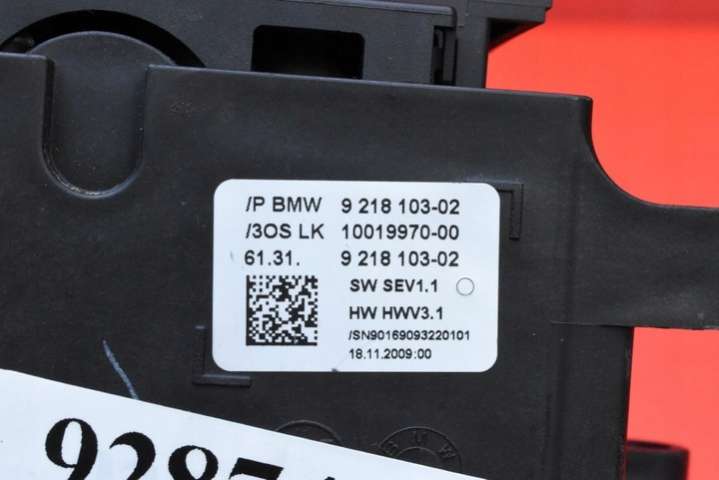 /P BMW 9 218 103-02
/3OS LK 10019970-00
61.31. 9 218 103-02
SW SEV1.1
HW HWV3.1
/SN90169093220101
18.11.2009:00
BMW